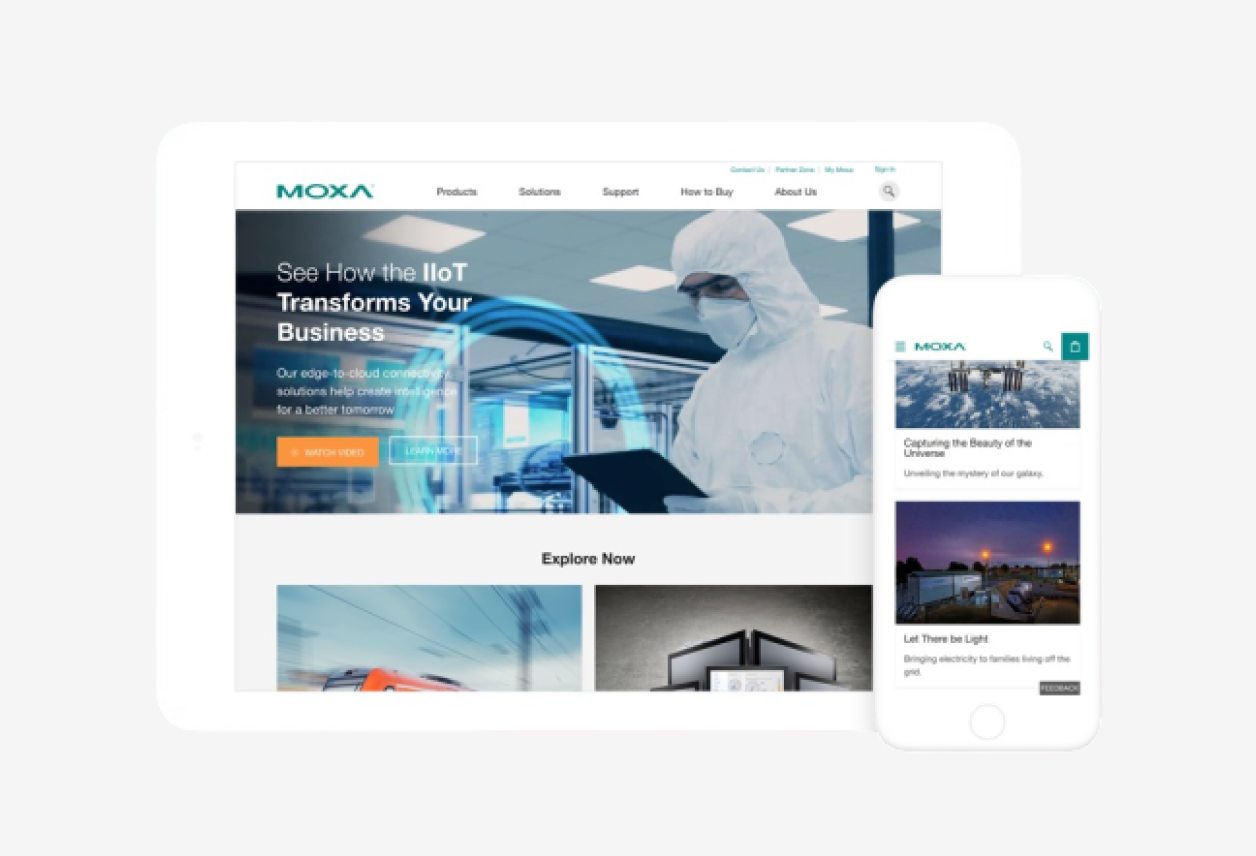 Contact Us | Partner Zone | My Moxa Sign In
MOXA Products Solutions Support How to Buy About Us
See How the IIoT
Transforms Your
Business
Our edge-to-cloud connectivity
solutions help create intelligence
for a better tomorrow
WATCH VIDEO LEARN MORE
Explore Now
MOXA
Capturing the Beauty of the
Universe
Unveiling the mystery of our galaxy.
Let There be Light
Bringing electricity to families living off the
grid.
FEEDBACK